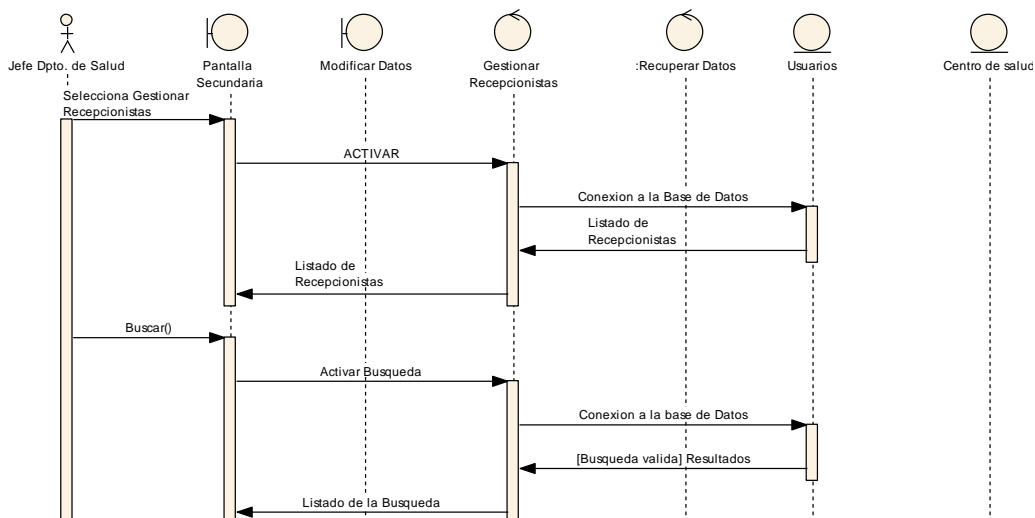 Jefe Dpto. de Salud
Pantalla
Secundaria
Modificar Datos
Gestionar
Recepcionistas
:Recuperar Datos
Usuarios
Centro de salud
Selecciona Gestionar
Recepcionistas
ACTIVAR
Conexion a la Base de Datos
Listado de
Recepcionistas
Listado de
Recepcionistas
Buscar()
Activar Busqueda
Conexion a la base de Datos
[Busqueda valida] Resultados
Listado de la Busqueda